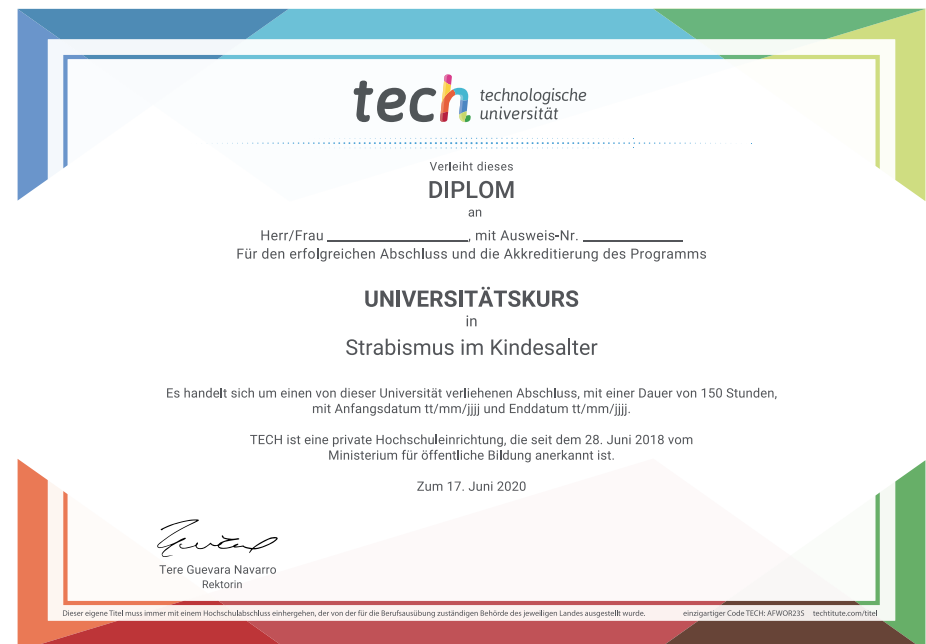 tech technologische
universität
Verleiht dieses
DIPLOM
an
Herr/Frau ____________, mit Ausweis-Nr. ____________
Für den erfolgreichen Abschluss und die Akkreditierung des Programms
UNIVERSITÄTSKURS
in
Strabismus im Kindesalter
Es handelt sich um einen von dieser Universität verliehenen Abschluss, mit einer Dauer von 150 Stunden,
mit Anfangsdatum tt/mm/jjjj und Enddatum tt/mm/jjjj.
TECH ist eine private Hochschuleinrichtung, die seit dem 28. Juni 2018 vom
Ministerium für öffentliche Bildung anerkannt ist.
Zum 17. Juni 2020
Tere Guevara Navarro
Rektorin
Dieser eigene Titel muss immer mit einem Hochschulabschluss einhergehen, der von der für die Berufsausübung zuständigen Behörde des jeweiligen Landes ausgestellt wurde. einzigartiger Code TECH: AFWOR23S techtitute.com/titel